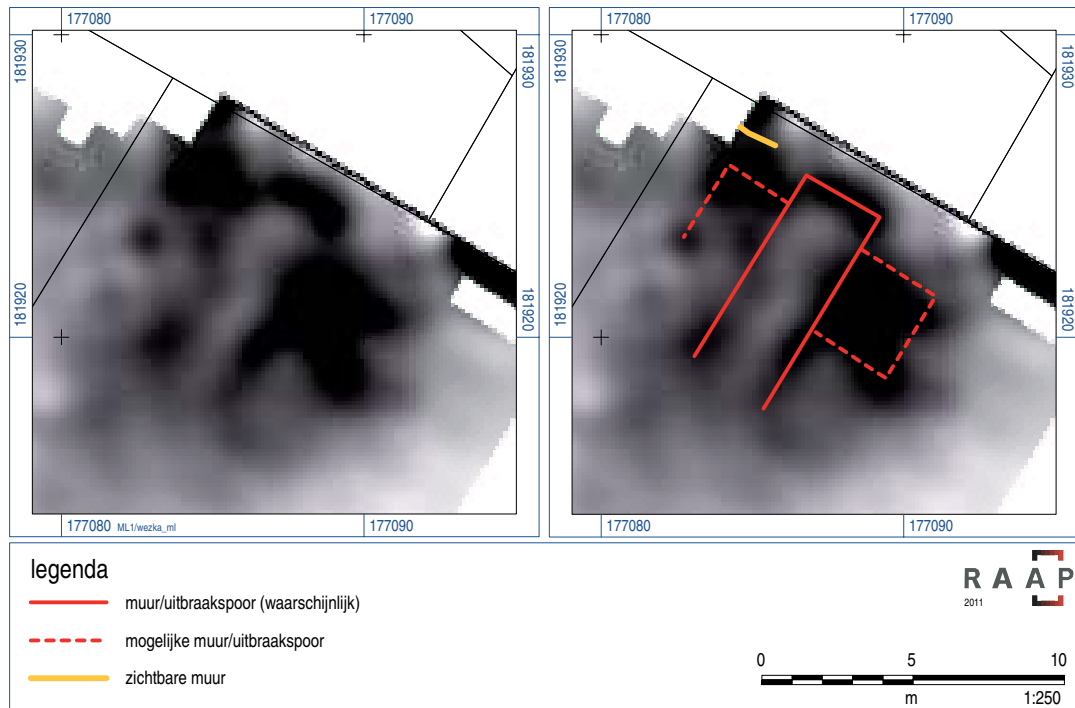 177080 177090
177080 177090
181930
181930
181930
181930
181920
181920
181920
181920
177080 ML1/wezka_ml 177090
177080 177090
legenda
muur/uitbraakspoor (waarschijnlijk)
mogelijke muur/uitbraakspoor
zichtbare muur
RAAP
2011
0 5 10
m 1:250